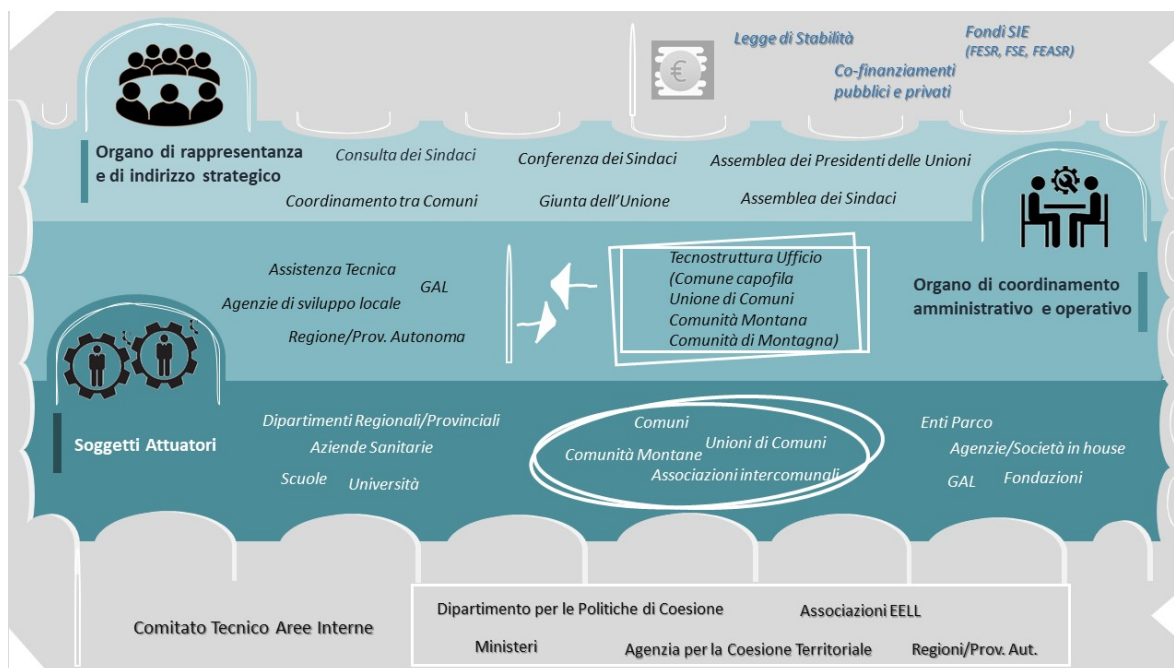 Legge di Stabilità
Fondi SIE
(FESR, FSE, FEASR)
Co-finanziamenti
pubblici e privati
Organo di rappresentanza
e di indirizzo strategico
Consulta dei Sindaci
Conferenza dei Sindaci
Assemblea dei Presidenti delle Unioni
Coordinamento tra Comuni
Giunta dell'Unione
Assemblea dei Sindaci
Assistenza Tecnica
GAL
Agenzie di sviluppo locale
Regione/Prov. Autonoma
Tecnostruttura Ufficio
(Comune capofila
Unione di Comuni
Comunità Montana
Comunità di Montagna)
Organo di coordinamento
amministrativo e operativo
Soggetti Attuatori
Dipartimenti Regionali/Provinciali
Aziende Sanitarie
Scuole
Università
Comuni
Unioni di Comuni
Comunità Montane
Associazioni intercomunali
Enti Parco
Agenzie/Società in house
GAL
Fondazioni
Comitato Tecnico Aree Interne
Dipartimento per le Politiche di Coesione
Associazioni EELL
Ministeri
Agenzia per la Coesione Territoriale
Regioni/Prov. Aut.